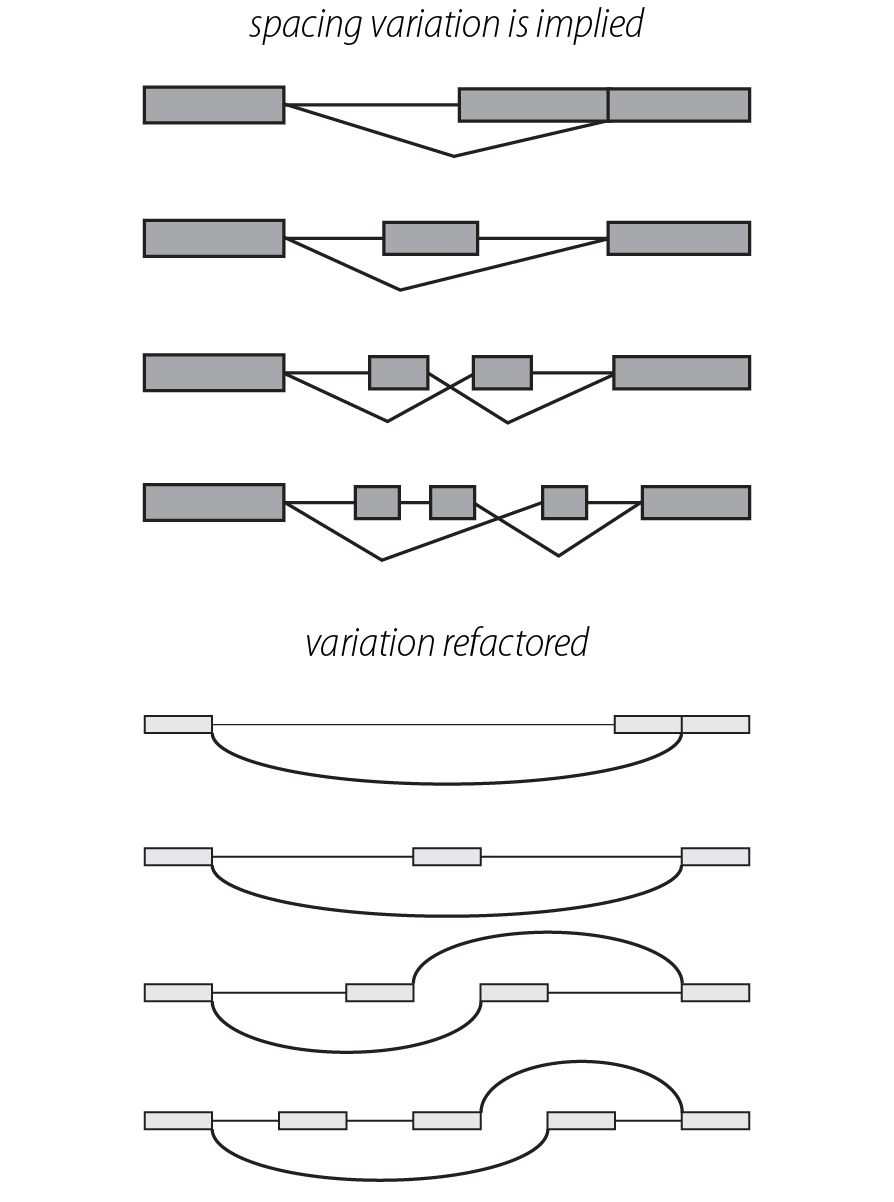 spacing variation is implied
variation refactored